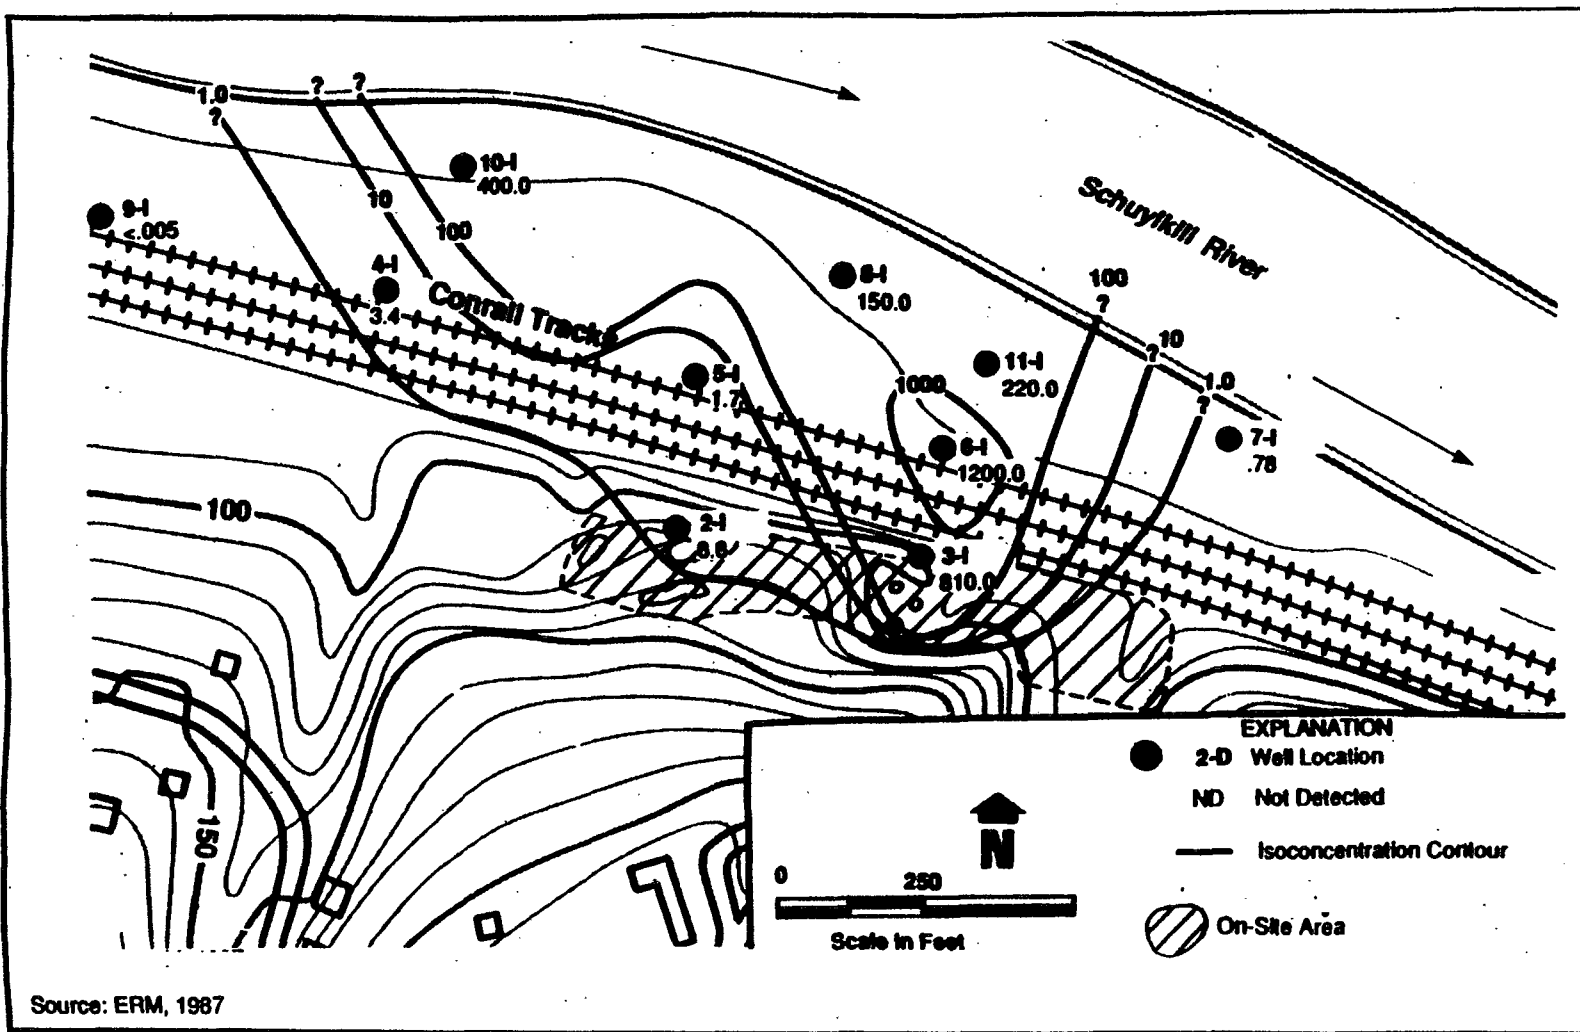 1.0
?
?
?
10-I
400.0
10
100
9-I
<.005
4-I
3.4
Conrail Tracks
Schuylkill River
8-I
150.0
100
?
10
?
1.0
?
11-I
220.0
1000
5-I
1.7
6-I
1200.0
7-I
.78
100
2-I
3-I
810.0
150
EXPLANATION
2-D Well Location
ND Not Detected
Isoconcentration Contour
On-Site Area
N
0 250
Scale in Feet
Source: ERM, 1987